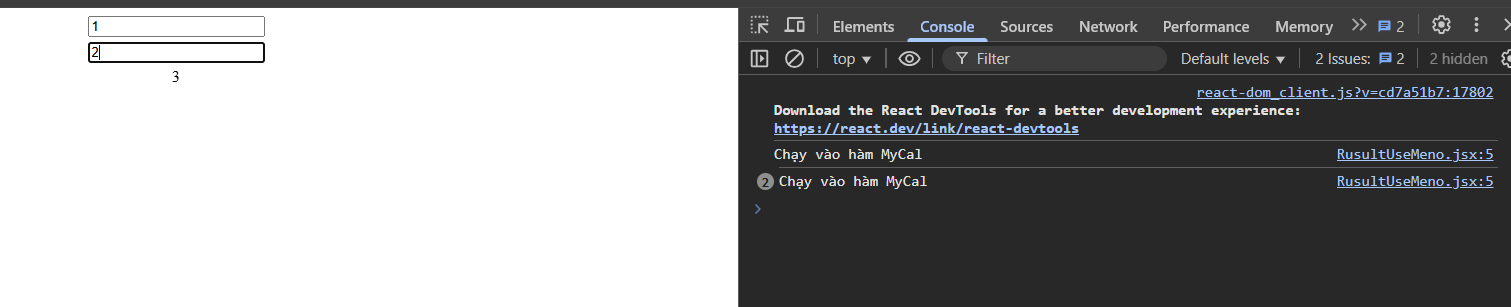 1
2
3
Elements Console Sources Network Performance Memory 2
top Filter Default levels 2 Issues: 2 2 hidden
react-dom_client.js?v=cd7a51b7:17802
Download the React DevTools for a better development experience:
https://react.dev/link/react-devtools
Chạy vào hàm MyCal RusultUseMeno.jsx:5
2 Chạy vào hàm MyCal RusultUseMeno.jsx:5